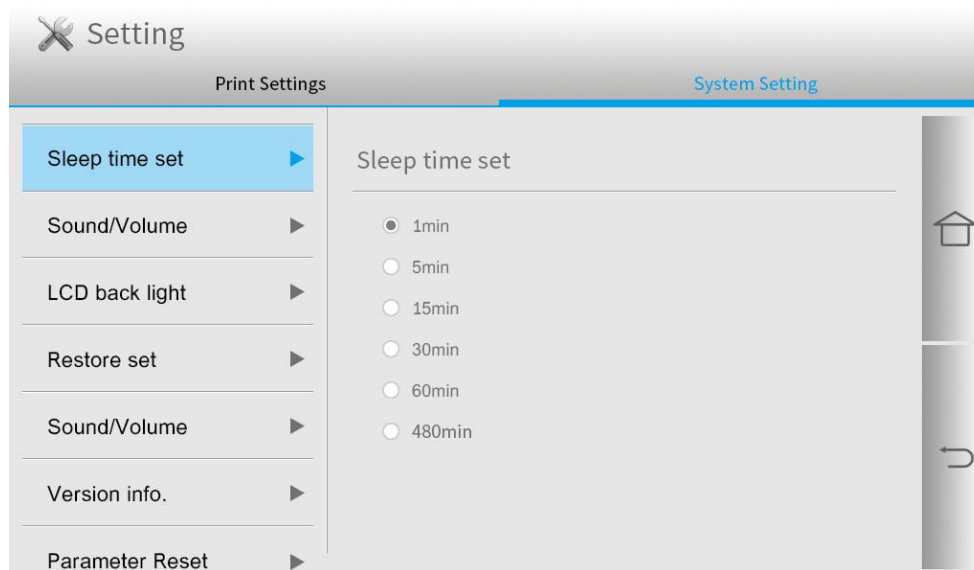 Setting
Print Settings
System Setting
Sleep time set
Sound/Volume
LCD back light
Restore set
Sound/Volume
Version info.
Parameter Reset
Sleep time set
1min
5min
15min
30min
60min
480min